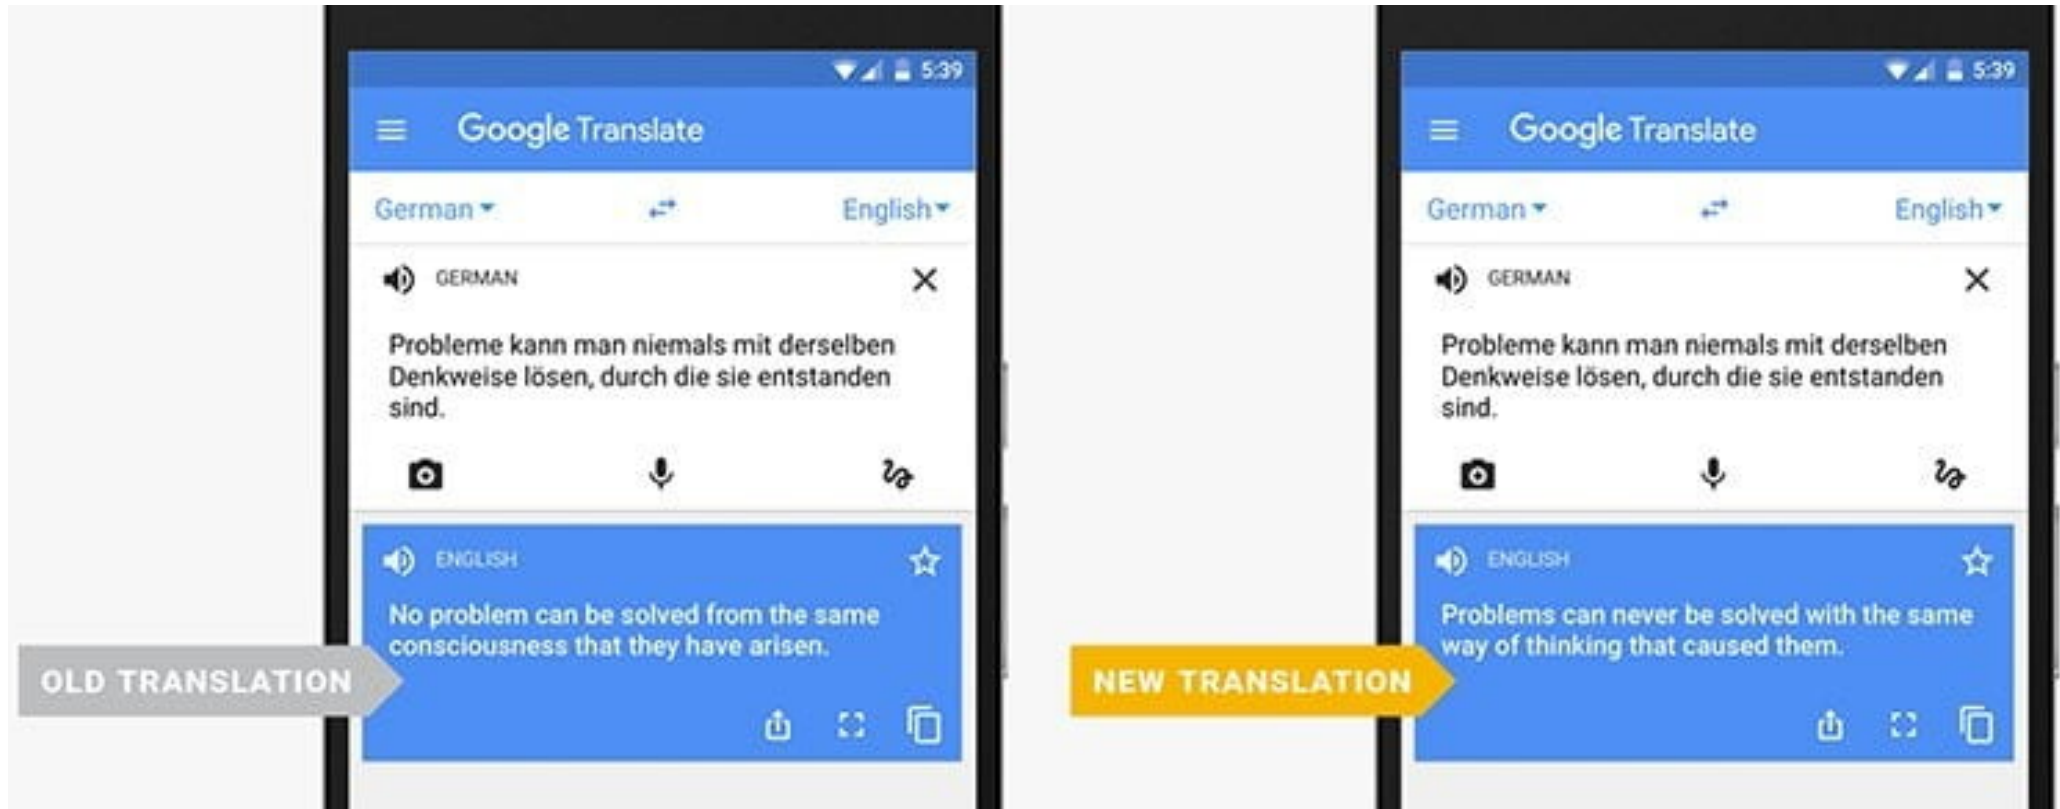 5:39
Google Translate
German
English
GERMAN
Probleme kann man niemals mit derselben
Denkweise lösen, durch die sie entstanden
sind.
ENGLISH
No problem can be solved from the same
consciousness that they have arisen.
OLD TRANSLATION
5:39
Google Translate
German
English
GERMAN
Probleme kann man niemals mit derselben
Denkweise lösen, durch die sie entstanden
sind.
ENGLISH
Problems can never be solved with the same
way of thinking that caused them.
NEW TRANSLATION